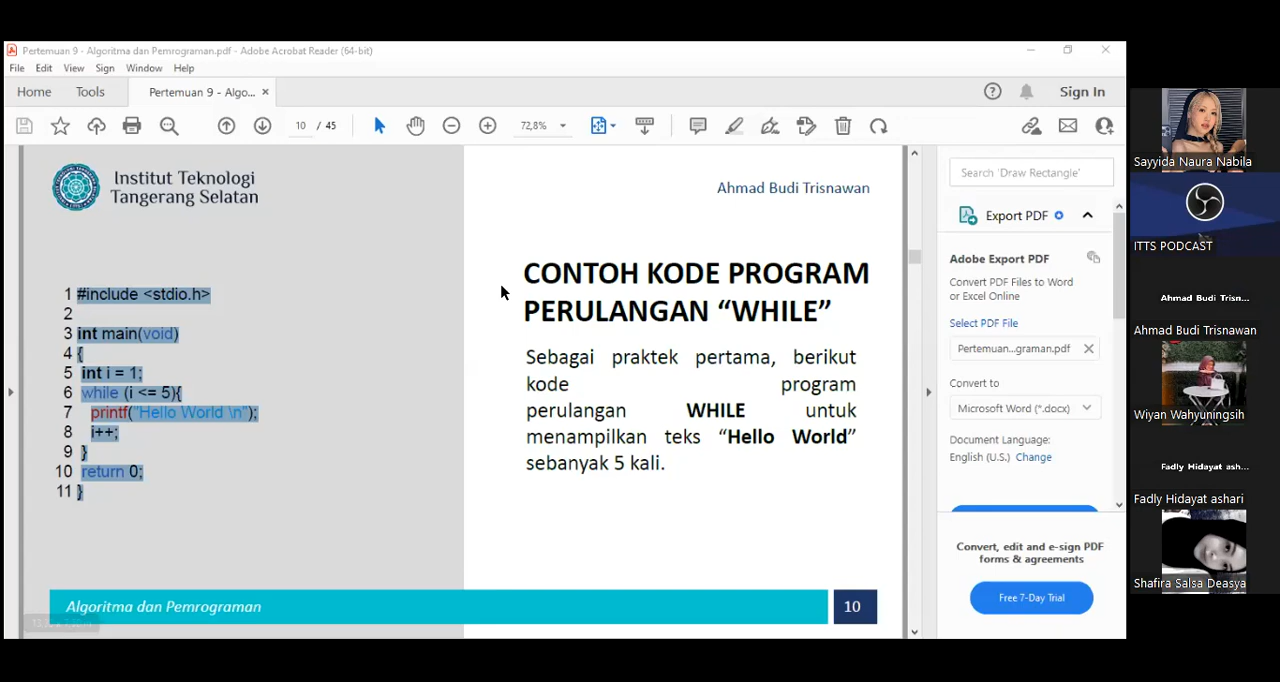 Pertemuan 9 - Algoritma dan Pemrograman.pdf - Adobe Acrobat Reader (64-bit)
File Edit View Sign Window Help
Home Tools Pertemuan 9 - Algo... ×
Sign In
10 / 45 72,8%
Institut Teknologi
Tangerang Selatan
Ahmad Budi Trisnawan
1 #include <stdio.h>
2
3 int main(void)
4 {
5 int i = 1;
6 while (i <= 5){
7 printf("Hello World \n");
8 i++;
9 }
10 return 0;
11 }
CONTOH KODE PROGRAM
PERULANGAN “WHILE”
Sebagai praktek pertama, berikut
kode program
perulangan WHILE untuk
menampilkan teks “Hello World”
sebanyak 5 kali.
Algoritma dan Pemrograman
10
Search 'Draw Rectangle'
Export PDF
Adobe Export PDF
Convert PDF Files to Word
or Excel Online
Select PDF File
Pertemuan...graman.pdf
Convert to
Microsoft Word (*.docx)
Document Language:
English (U.S.) Change
Convert, edit and e-sign PDF
forms & agreements
Free 7-Day Trial
Sayyida Naura Nabila
ITTS PODCAST
Ahmad Budi Trisn...
Ahmad Budi Trisnawan
Wiyan Wahyuningsih
Fadly Hidayat ash...
Fadly Hidayat ashari
Shafira Salsa Deasya